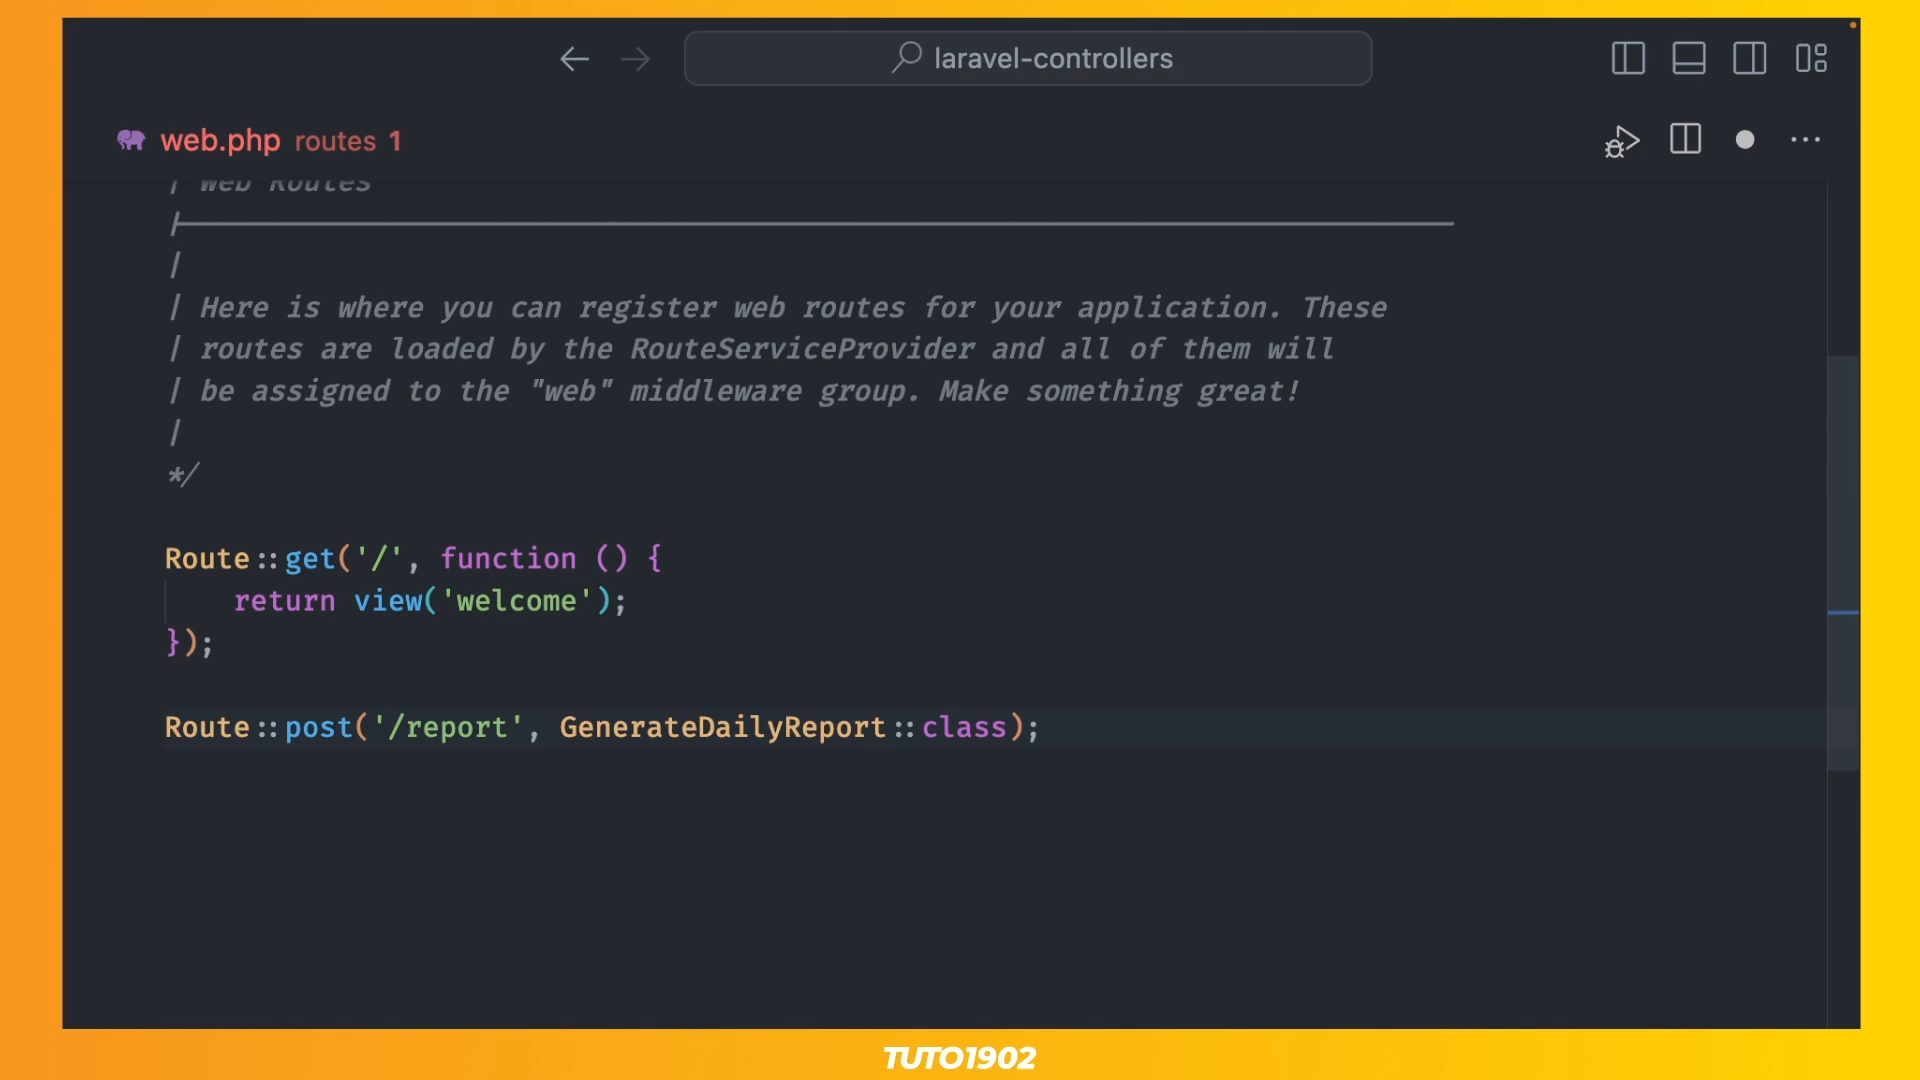 laravel-controllers
web.php routes 1
| Web Routes
|
|
| Here is where you can register web routes for your application. These
| routes are loaded by the RouteServiceProvider and all of them will
| be assigned to the "web" middleware group. Make something great!
|
*/
Route::get('/', function () {
return view('welcome');
});
Route::post('/report', GenerateDailyReport::class);
TUTO1902